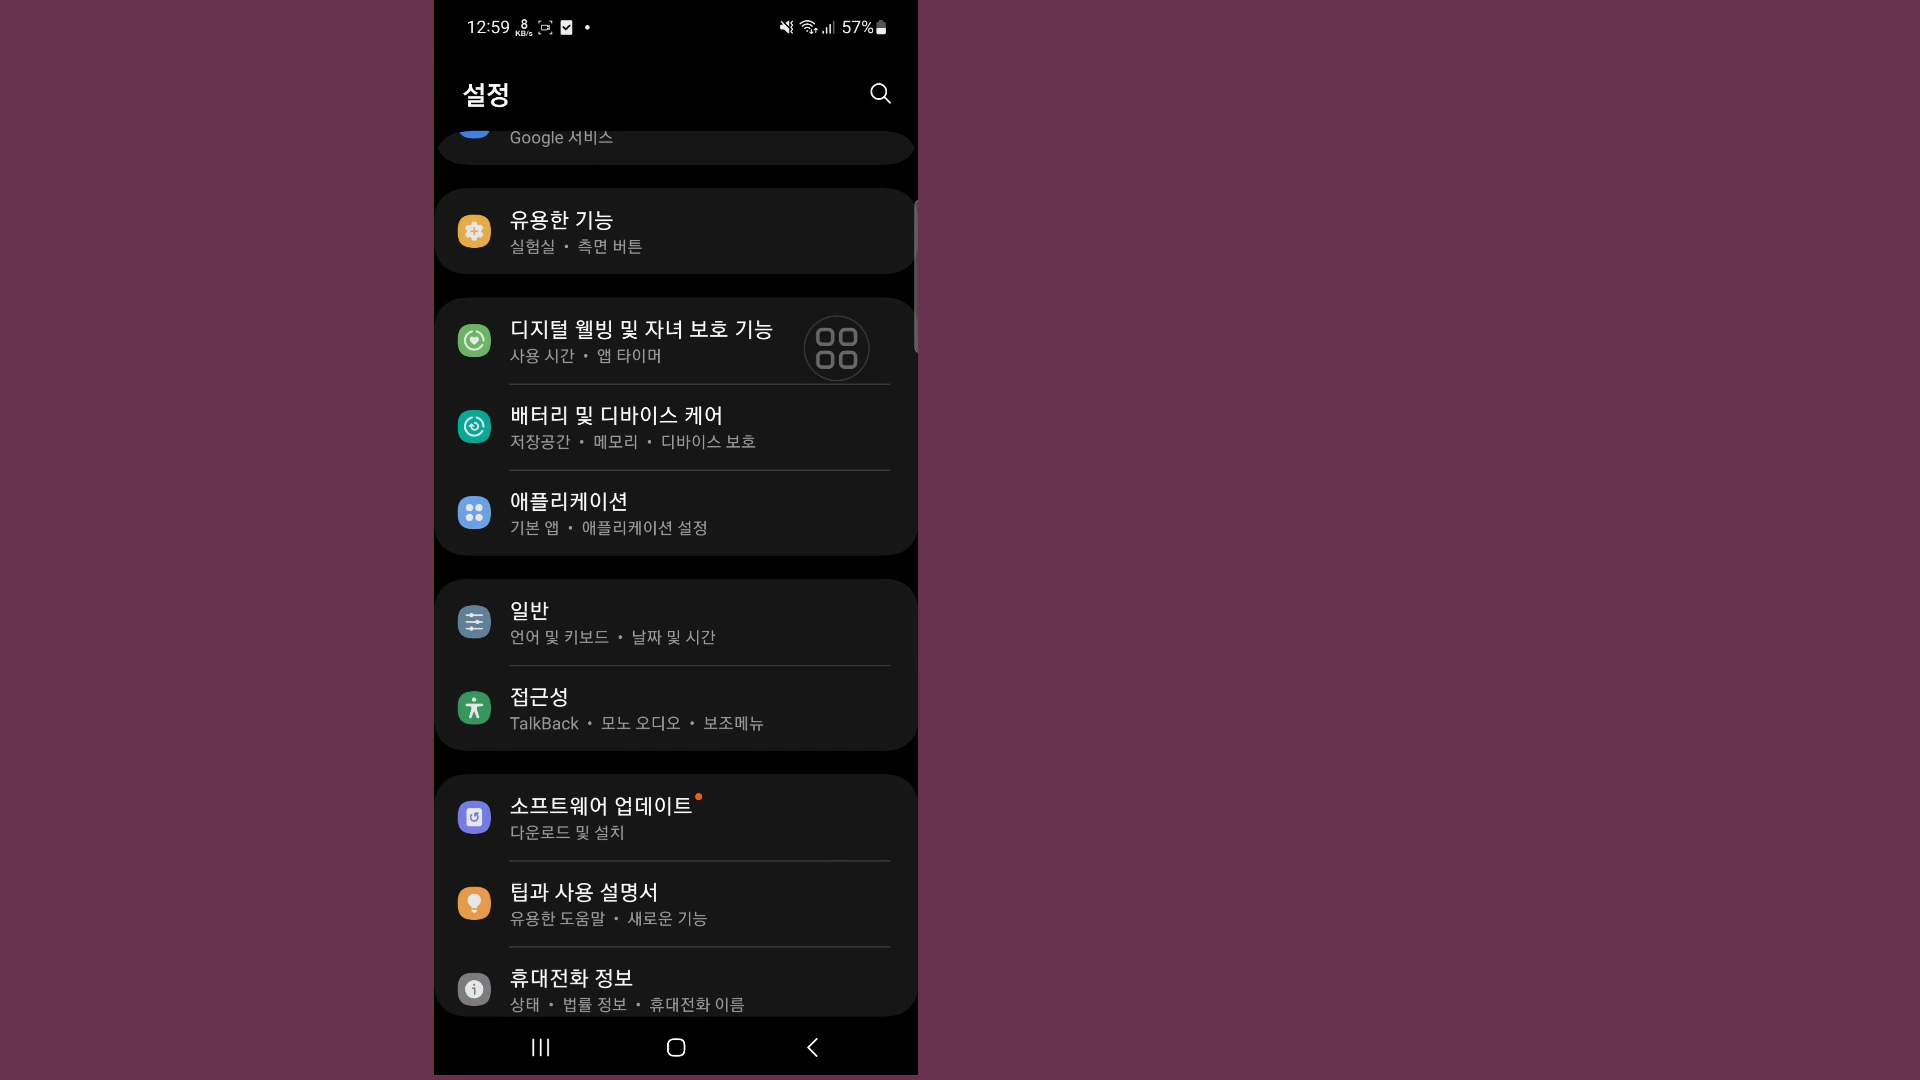 12:59 8 KB/s 57%
설정
Google 서비스
유용한 기능
실험실 • 측면 버튼
디지털 웰빙 및 자녀 보호 기능
사용 시간 • 앱 타이머
배터리 및 디바이스 케어
저장공간 • 메모리 • 디바이스 보호
애플리케이션
기본 앱 • 애플리케이션 설정
일반
언어 및 키보드 • 날짜 및 시간
접근성
TalkBack • 모노 오디오 • 보조메뉴
소프트웨어 업데이트
다운로드 및 설치
팁과 사용 설명서
유용한 도움말 • 새로운 기능
휴대전화 정보
상태 • 법률 정보 • 휴대전화 이름